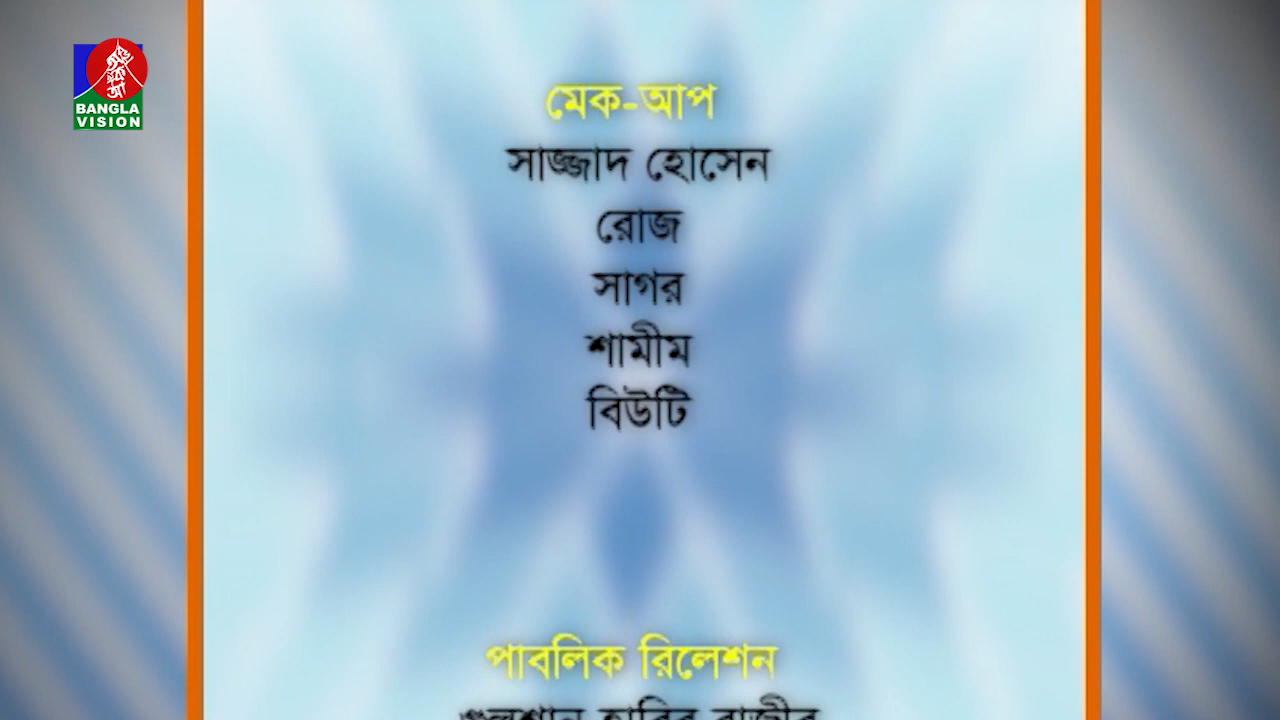 BANGLA
VISION
মেক-আপ
সাজ্জাদ হোসেন
রোজ
সাগর
শামীম
বিউটি
পাবলিক রিলেশন